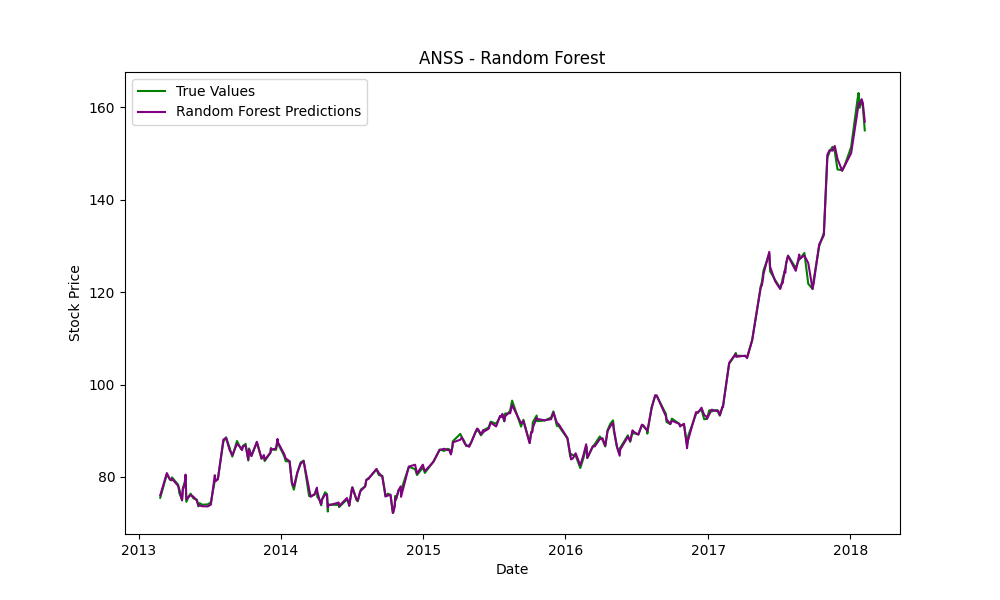 ANSS - Random Forest
True Values
Random Forest Predictions
160
140
120
100
80
Stock Price
2013 2014 2015 2016 2017 2018
Date